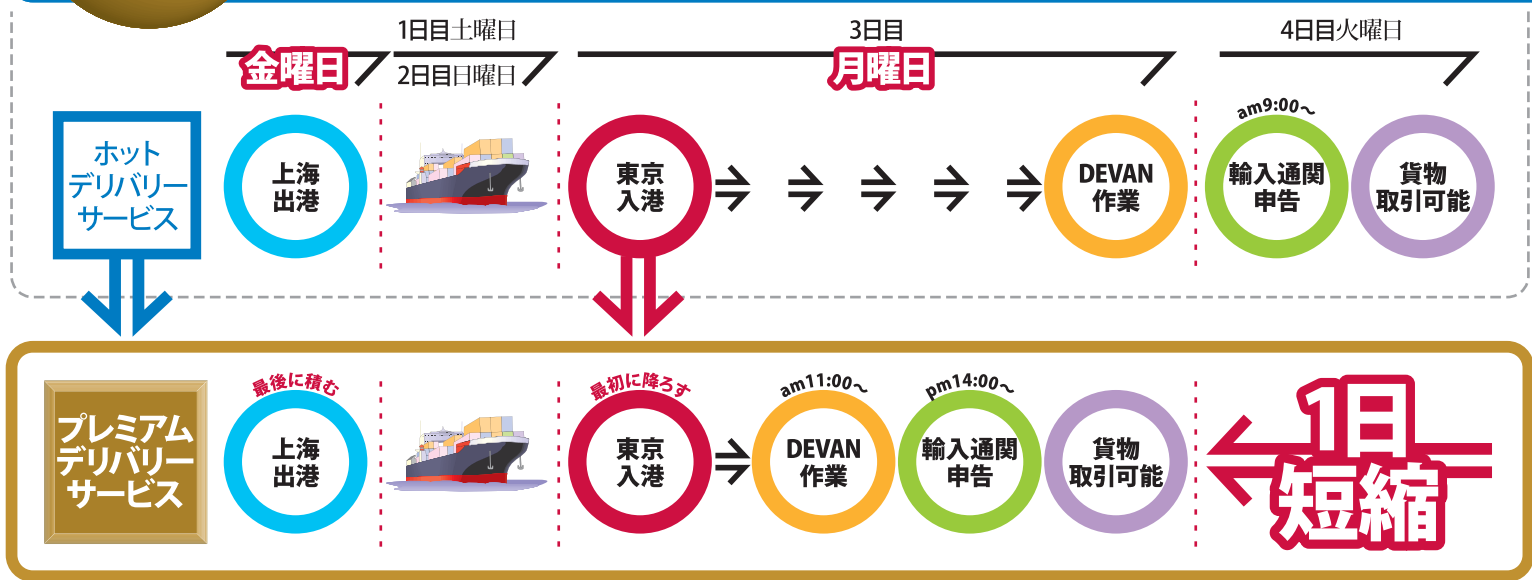 1日目土曜日
3日目
4日目火曜日
金曜日
2日目日曜日
月曜日
ホット
デリバリー
サービス
上海
出港
東京
入港
DEVAN
作業
am9:00〜
輸入通関
申告
貨物
取引可能
プレミアム
デリバリー
サービス
最後に積む
上海
出港
最初に降ろす
東京
入港
am11:00〜
DEVAN
作業
pm14:00〜
輸入通関
申告
貨物
取引可能
1日
短縮